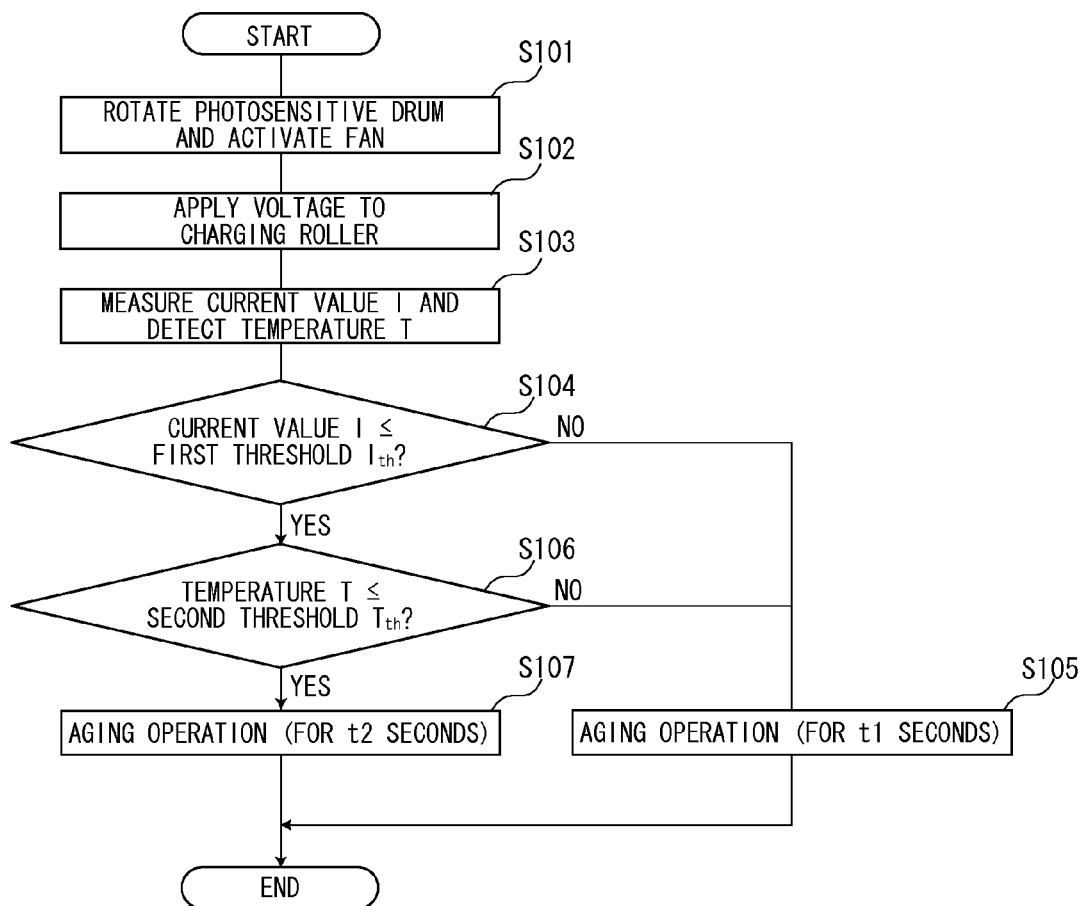 START
S101
ROTATE PHOTOSENSITIVE DRUM
AND ACTIVATE FAN
S102
APPLY VOLTAGE TO
CHARGING ROLLER
S103
MEASURE CURRENT VALUE I AND
DETECT TEMPERATURE T
S104
CURRENT VALUE I ≦
FIRST THRESHOLD Ith?
NO
YES
S106
TEMPERATURE T ≦
SECOND THRESHOLD Tth?
NO
YES
S107
AGING OPERATION (FOR t2 SECONDS)
S105
AGING OPERATION (FOR t1 SECONDS)
END